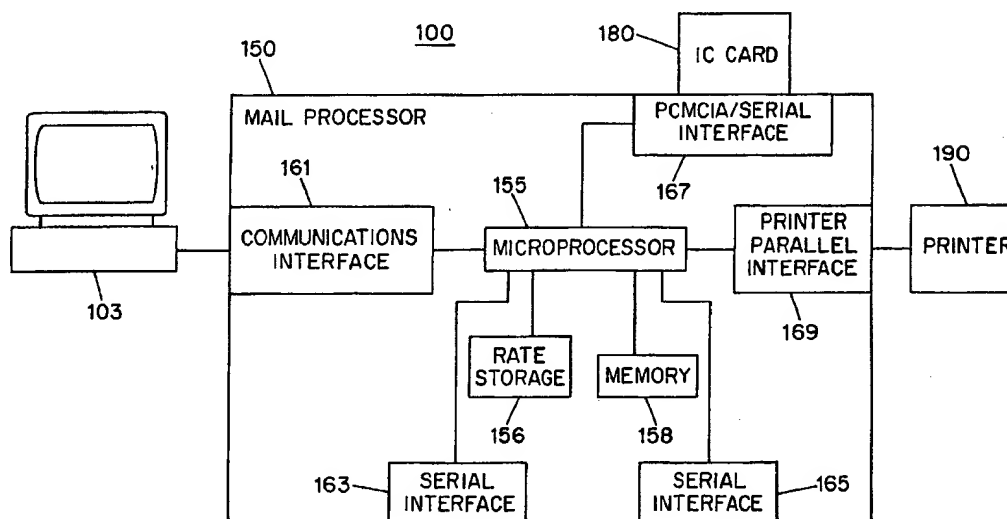 100
150
180
IC CARD
MAIL PROCESSOR
PCMCIA/SERIAL
INTERFACE
167
190
161
155
COMMUNICATIONS
INTERFACE
MICROPROCESSOR
PRINTER
PARALLEL
INTERFACE
PRINTER
103
169
RATE
STORAGE
156
MEMORY
158
163
SERIAL
INTERFACE
SERIAL
INTERFACE
165